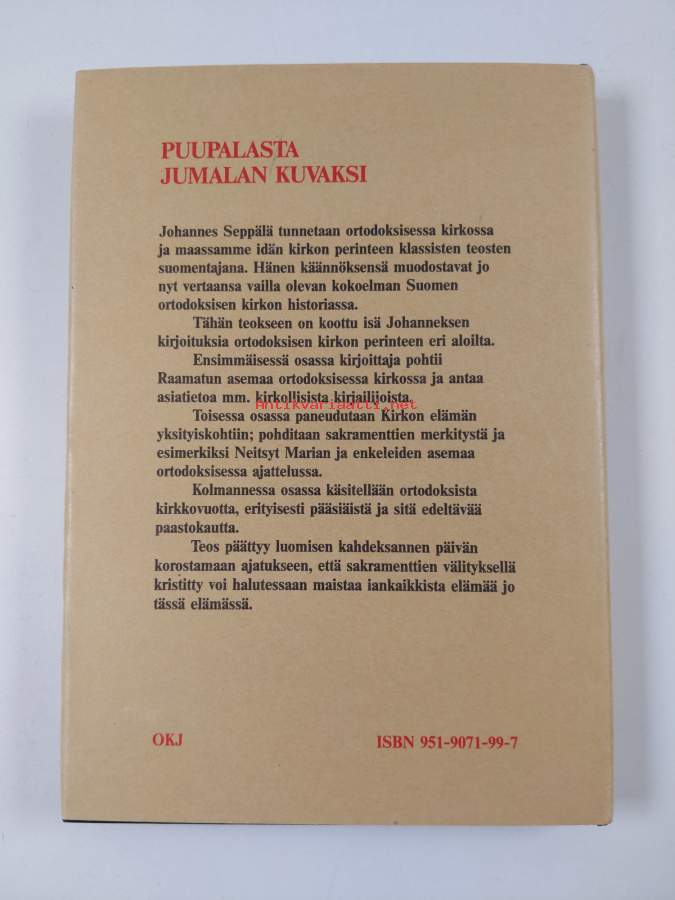 PUUPALASTA
JUMALAN KUVAKSI
Johannes Seppälä tunnetaan ortodoksisessa kirkossa
ja maassamme idän kirkon perinteen klassisten teosten
suomentajana. Hänen käännöksensä muodostavat jo
nyt vertaansa vailla olevan kokoelman Suomen
ortodoksisen kirkon historiassa.
Tähän teokseen on koottu isä Johanneksen
kirjoituksia ortodoksisen kirkon perinteen eri aloilta.
Ensimmäisessä osassa kirjoittaja pohtii
Raamatun asemaa ortodoksisessa kirkossa ja antaa
asiatietoa mm. kirkollisista kirjailijoista.
Antikvariaatti.net
Toisessa osassa paneudutaan Kirkon elämän
yksityiskohtiin; pohditaan sakramenttien merkitystä ja
esimerkiksi Neitsyt Marian ja enkeleiden asemaa
ortodoksisessa ajattelussa.
Kolmannessa osassa käsitellään ortodoksista
kirkkovuotta, erityisesti pääsiäistä ja sitä edeltävää
paastokautta.
Teos päättyy luomisen kahdeksannen päivän
korostamaan ajatukseen, että sakramenttien välityksellä
kristitty voi halutessaan maistaa iankaikkista elämää jo
tässä elämässä.
OKJ
ISBN 951-9071-99-7